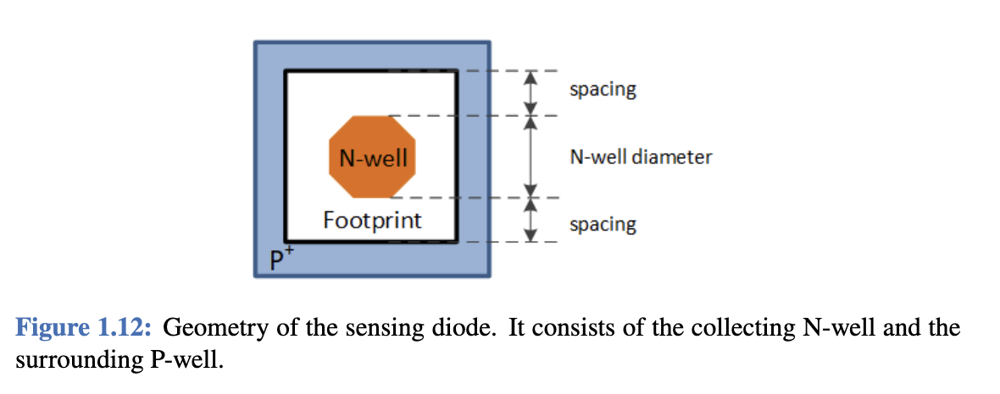 spacing
N-well
N-well diameter
Footprint
spacing
P+
Figure 1.12: Geometry of the sensing diode. It consists of the collecting N-well and the
surrounding P-well.